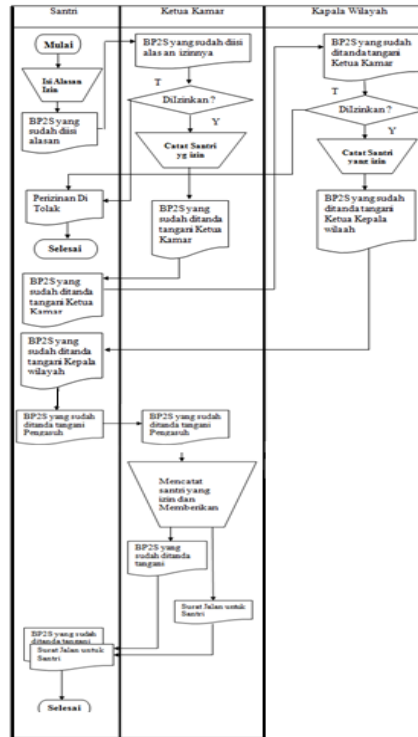 Santri
Ketua Kamar
Kapala Wilayah
Mulai
Isi Alasan
Izin
BP2S yang
sudah diisi
alasan
BP2S yang sudah diisi
alasan izinnya
T
DiIzinkan ?
Y
Catat Santri
yg izin
BP2S yang
sudah ditanda
tangani Ketua
Kamar
BP2S yang sudah
ditanda tangani
Ketua Kamar
T
DiIzinkan ?
Y
Catat Santri
yang izin
BP2S yang sudah
ditanda tangani
Ketua Kepala
wilaah
Perizinan Di
Tolak
Selesai
BP2S yang
sudah ditanda
tangani Ketua
Kamar
BP2S yang
sudah ditanda
tangani Kepala
wilayah
BP2S yang sudah
ditanda tangani
Pengasuh
BP2S yang sudah
ditanda tangani
Pengasuh
Mencatat
santri yang
izin dan
Memberikan
BP2S yang
sudah ditanda
tangani
Surat Jalan untuk
Santri
BP2S yang sudah
ditanda tangani
Surat Jalan untuk
Santri
Selesai